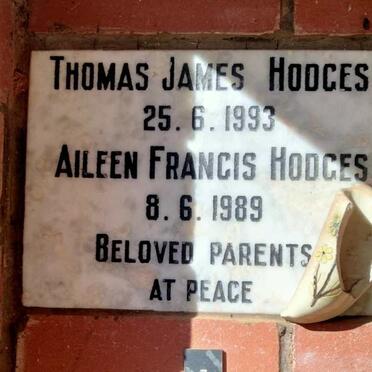 THOMAS JAMES HODGES
25.6.1993
AILEEN FRANCIS HODGES
8.6.1989
BELOVED PARENTS
AT PEACE